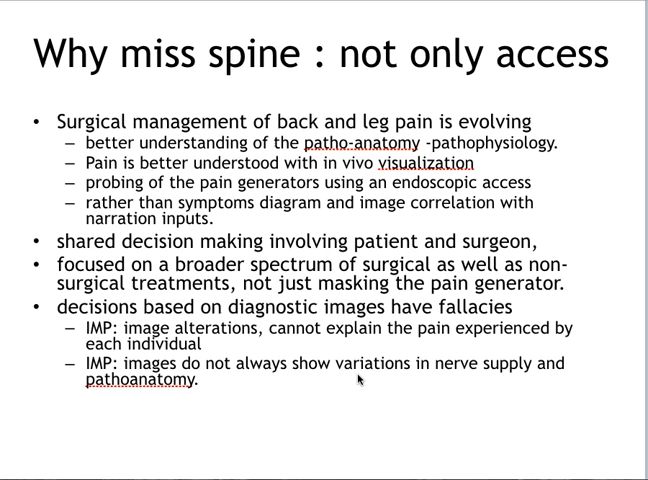 Why miss spine : not only access
• Surgical management of back and leg pain is evolving
– better understanding of the patho-anatomy -pathophysiology.
– Pain is better understood with in vivo visualization
– probing of the pain generators using an endoscopic access
– rather than symptoms diagram and image correlation with
narration inputs.
• shared decision making involving patient and surgeon,
• focused on a broader spectrum of surgical as well as non-
surgical treatments, not just masking the pain generator.
• decisions based on diagnostic images have fallacies
– IMP: image alterations, cannot explain the pain experienced by
each individual
– IMP: images do not always show variations in nerve supply and
pathoanatomy.